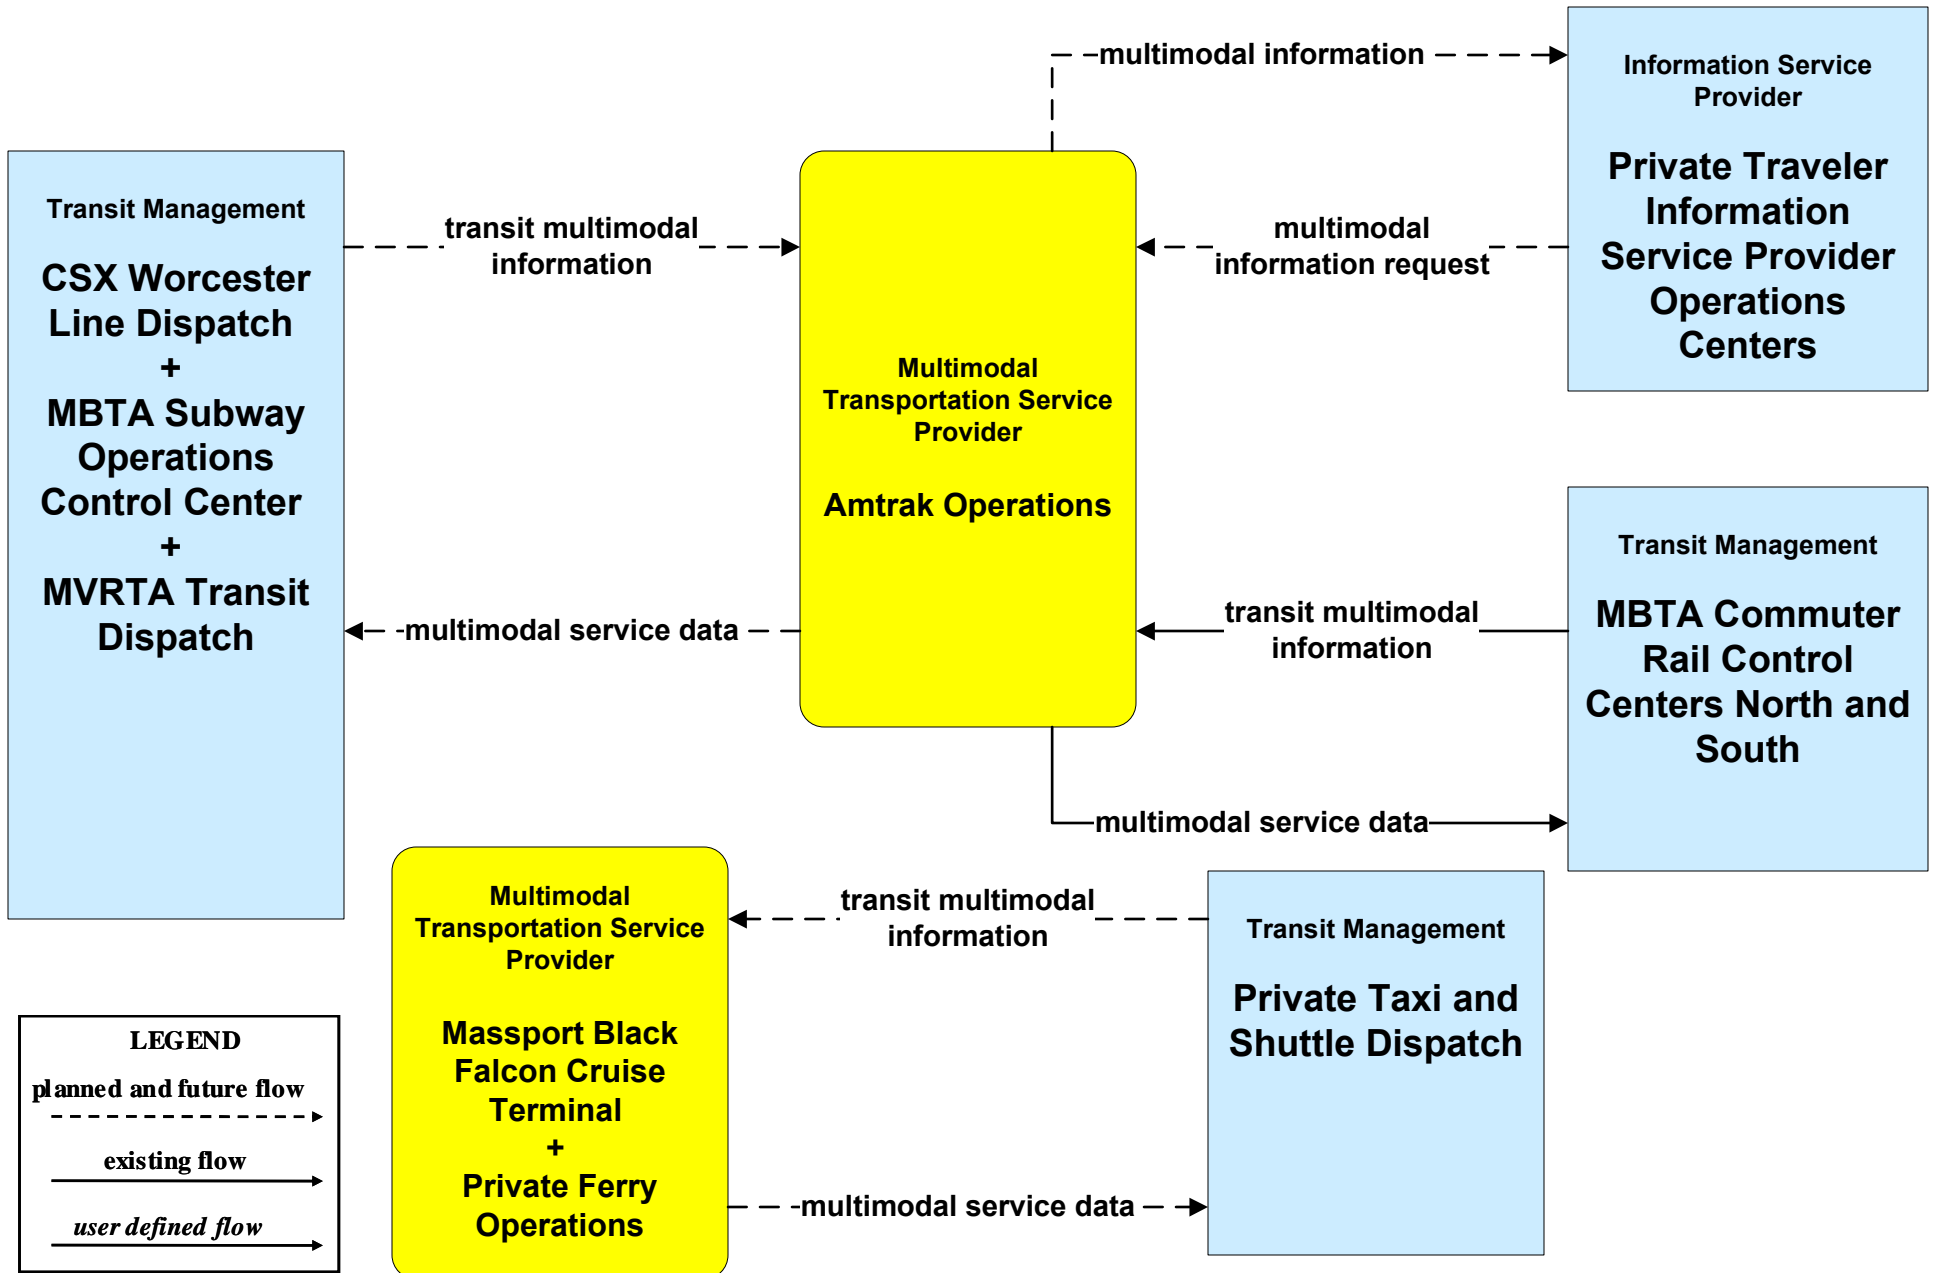 multimodal information
Information Service
Provider
Private Traveler
Information
Service Provider
Operations
Centers
Transit Management
CSX Worcester
Line Dispatch
+
MBTA Subway
Operations
Control Center
+
MVRTA Transit
Dispatch
transit multimodal
information
multimodal
information request
Multimodal
Transportation Service
Provider
Amtrak Operations
multimodal service data
transit multimodal
information
Transit Management
MBTA Commuter
Rail Control
Centers North and
South
multimodal service data
Multimodal
Transportation Service
Provider
Massport Black
Falcon Cruise
Terminal
+
Private Ferry
Operations
transit multimodal
information
Transit Management
Private Taxi and
Shuttle Dispatch
multimodal service data
LEGEND
planned and future flow
existing flow
user defined flow